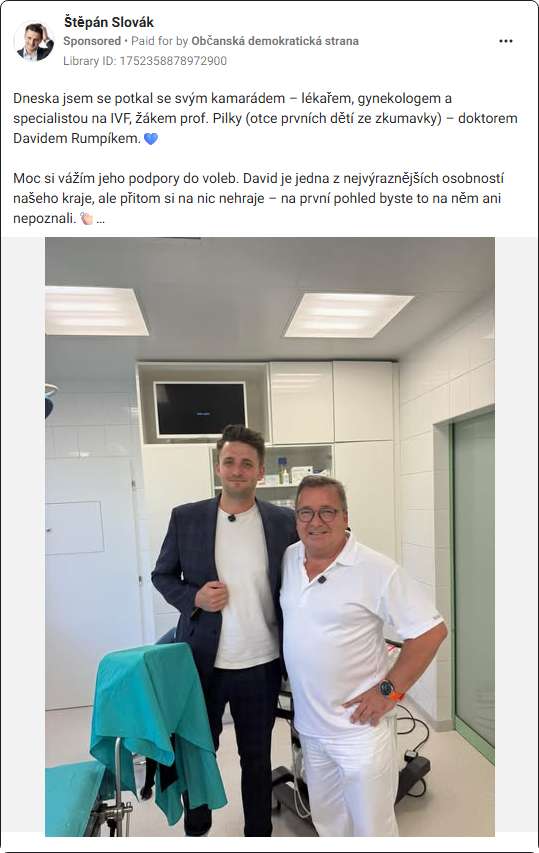 Štěpán Slovák
Sponsored • Paid for by Občanská demokratická strana
Library ID: 1752358878972900
Dneska jsem se potkal se svým kamarádem – lékařem, gynekologem a
specialistou na IVF, žákem prof. Pilky (otce prvních dětí ze zkumavky) – doktorem
Davidem Rumpíkem. 💙
Moc si vážím jeho podpory do voleb. David je jedna z nejvýraznějších osobností
našeho kraje, ale přitom si na nic nehraje – na první pohled byste to na něm ani
nepoznali. 👏🏻 ...